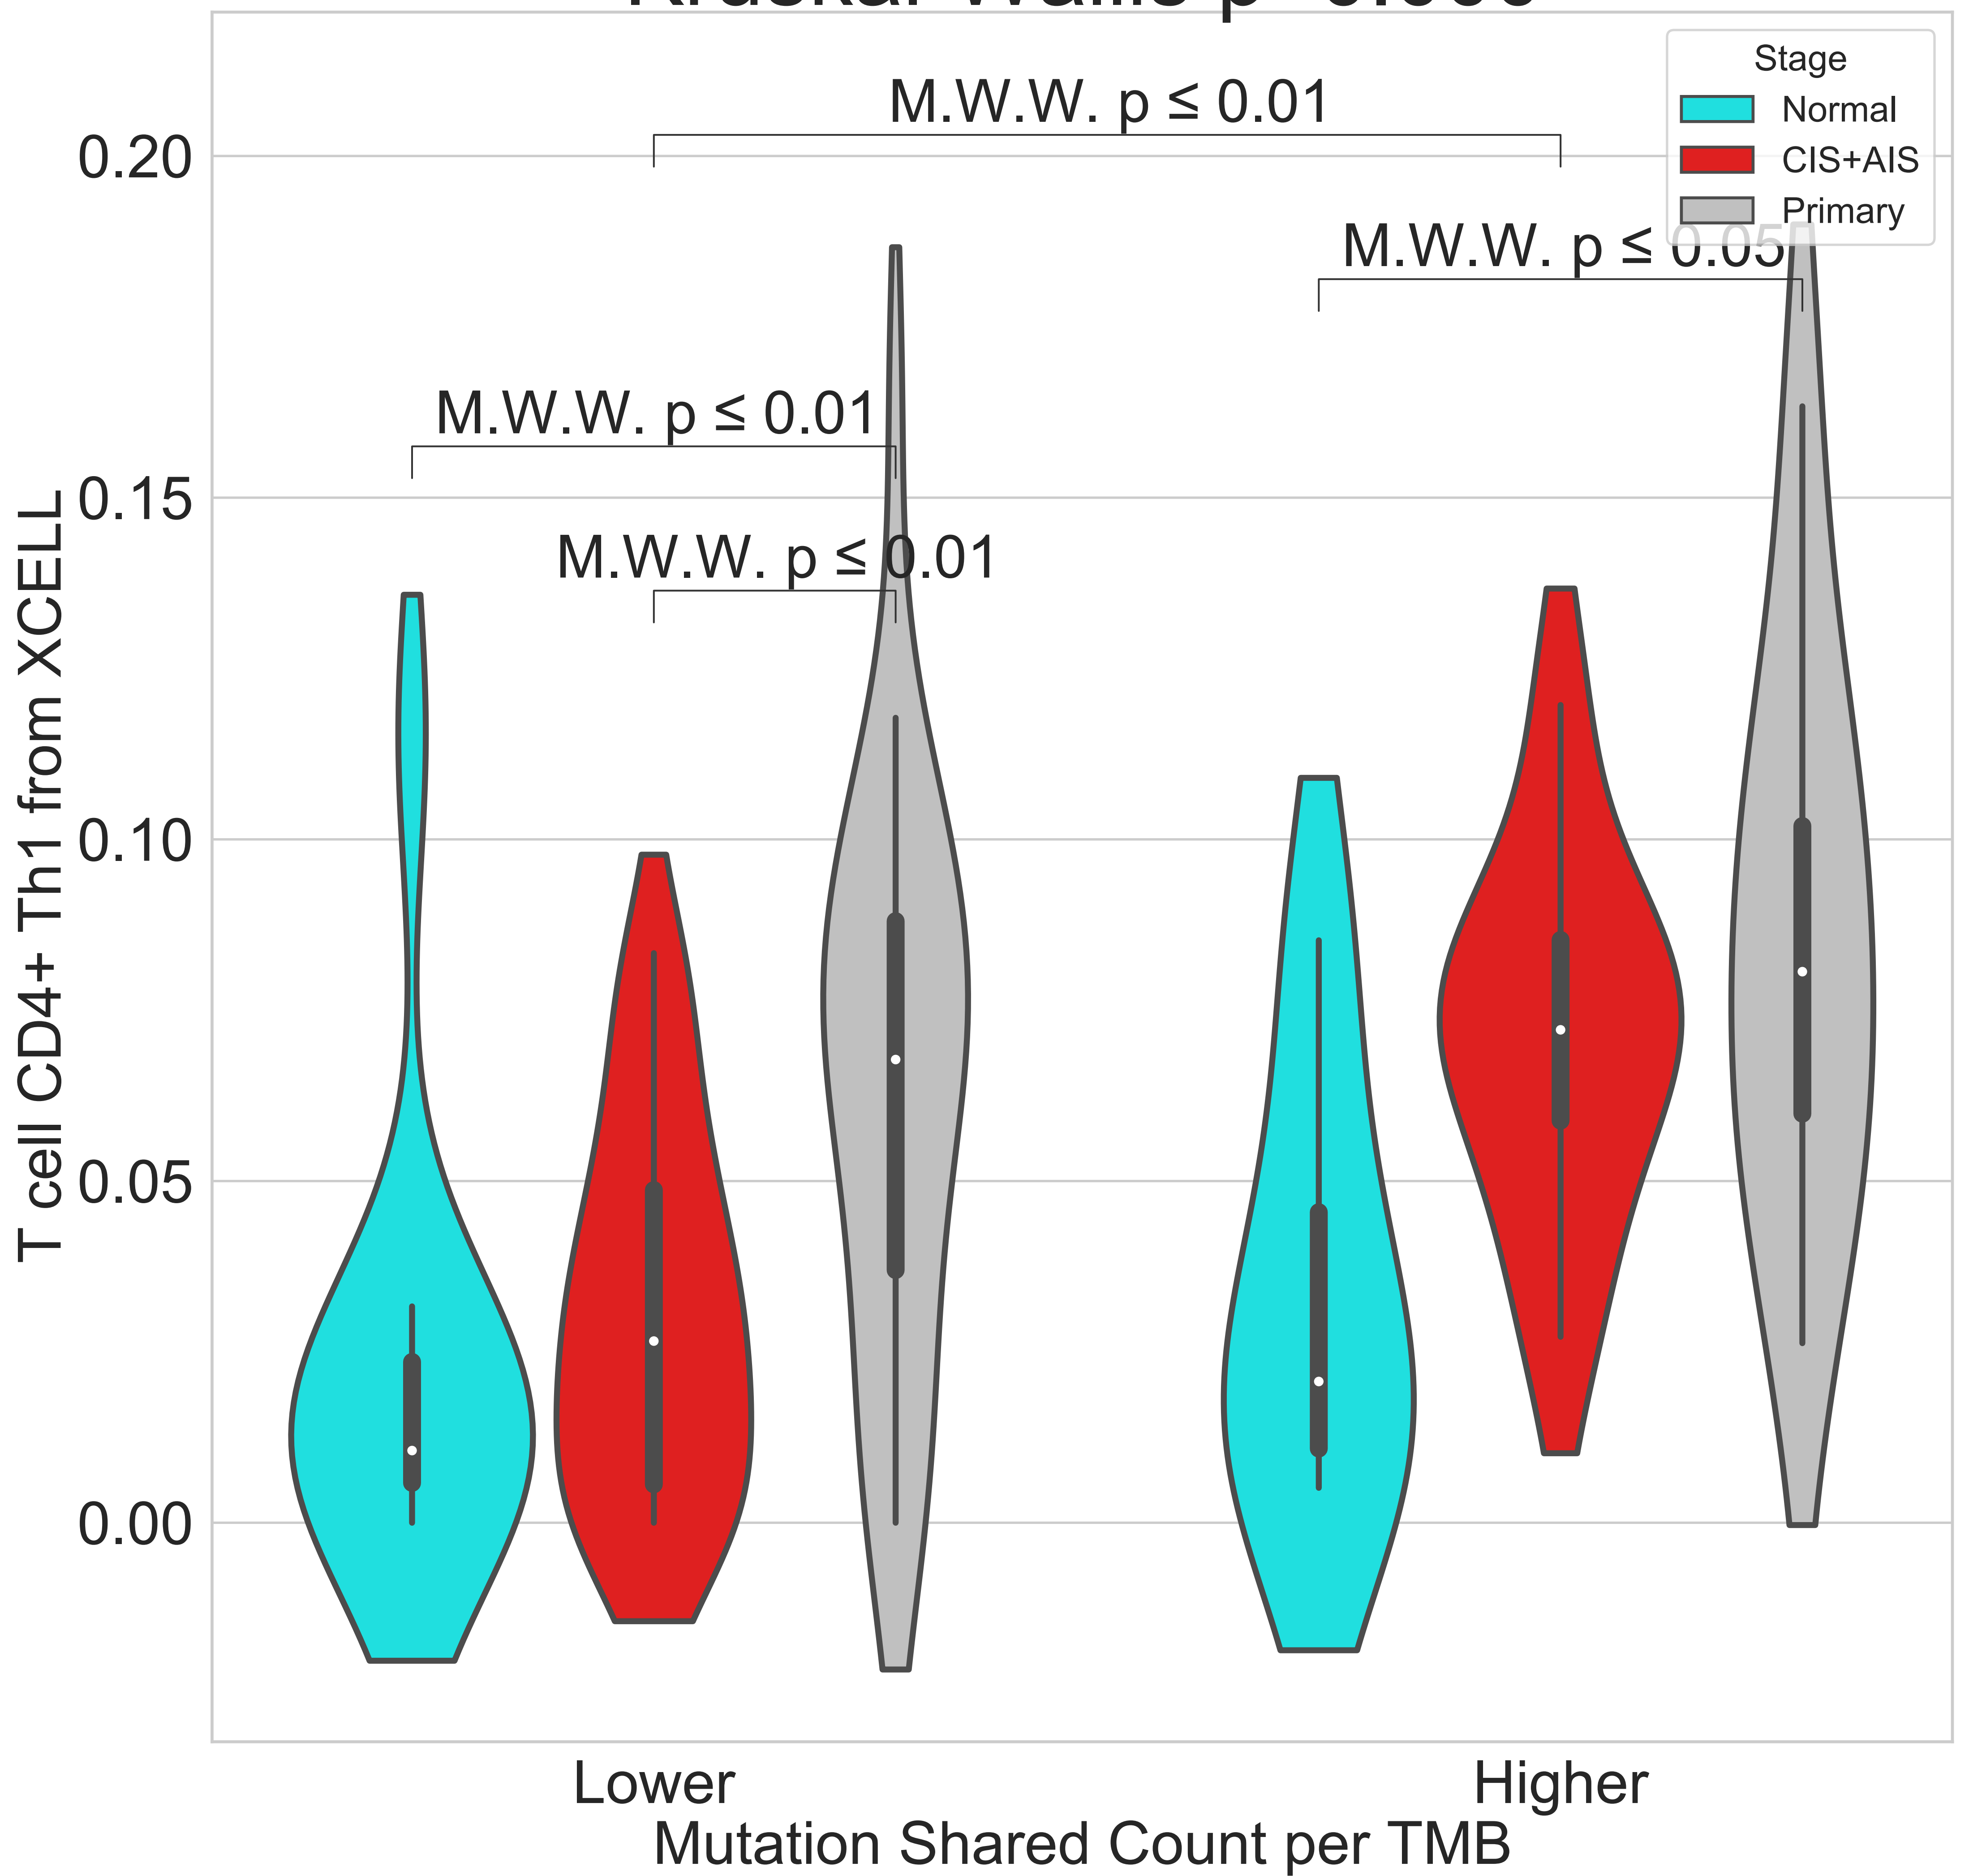 M.W.W. p ≤ 0.01
Stage
Normal
CIS+AIS
Primary
M.W.W. p ≤ 0.05
M.W.W. p ≤ 0.01
M.W.W. p ≤ 0.01
0.20
0.15
0.10
0.05
0.00
T cell CD4+ Th1 from XCELL
Lower
Higher
Mutation Shared Count per TMB